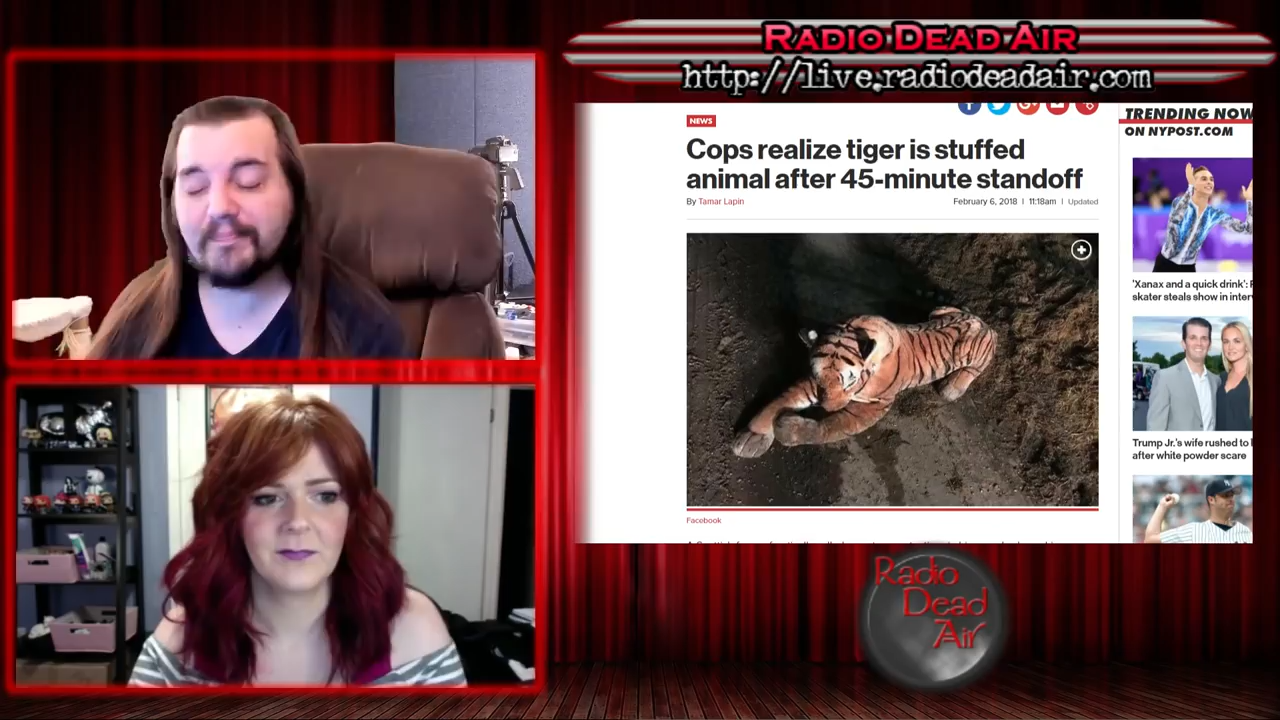 RADIO DEAD AIR
http://live.radiodeadair.com
NEWS
Cops realize tiger is stuffed
animal after 45-minute standoff
By Tamar Lapin
February 6, 2018 | 11:18am | Updated
Facebook
TRENDING NOW
ON NYPOST.COM
'Xanax and a quick drink':
skater steals show in
Trump Jr.'s wife rushed to
after white powder scare
Radio
Dead
Air